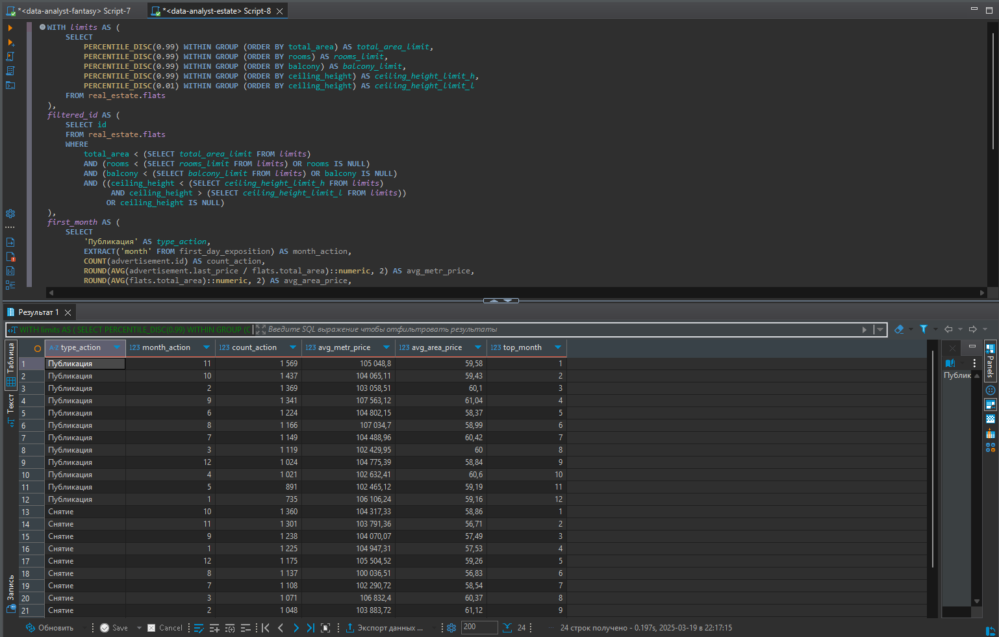 *<data-analyst-fantasy> Script-7
*<data-analyst-estate> Script-8
WITH limits AS (
SELECT
PERCENTILE_DISC(0.99) WITHIN GROUP (ORDER BY total_area) AS total_area_limit,
PERCENTILE_DISC(0.99) WITHIN GROUP (ORDER BY rooms) AS rooms_limit,
PERCENTILE_DISC(0.99) WITHIN GROUP (ORDER BY balcony) AS balcony_limit,
PERCENTILE_DISC(0.99) WITHIN GROUP (ORDER BY ceiling_height) AS ceiling_height_limit_h,
PERCENTILE_DISC(0.01) WITHIN GROUP (ORDER BY ceiling_height) AS ceiling_height_limit_l
FROM real_estate.flats
),
filtered_id AS (
SELECT id
FROM real_estate.flats
WHERE
total_area < (SELECT total_area_limit FROM limits)
AND (rooms < (SELECT rooms_limit FROM limits) OR rooms IS NULL)
AND (balcony < (SELECT balcony_limit FROM limits) OR balcony IS NULL)
AND ((ceiling_height < (SELECT ceiling_height_limit_h FROM limits)
AND ceiling_height > (SELECT ceiling_height_limit_l FROM limits))
OR ceiling_height IS NULL)
),
first_month AS (
SELECT
'Публикация' AS type_action,
EXTRACT('month' FROM first_day_exposition) AS month_action,
COUNT(advertisement.id) AS count_action,
ROUND(AVG(advertisement.last_price / flats.total_area)::numeric, 2) AS avg_metr_price,
ROUND(AVG(flats.total_area)::numeric, 2) AS avg_area_price,
Результат 1
WITH limits AS ( SELECT PERCENTILE_DISC(0.99) WITHIN GROUP (O Введите SQL выражение чтобы отфильтровать результаты
Таблица
Текст
Запись
A-Z type_action 123 month_action 123 count_action 123 avg_metr_price 123 avg_area_price 123 top_month
1 Публикация 11 1 569 105 048,8 59,58 1
2 Публикация 10 1 437 104 065,11 59,43 2
3 Публикация 2 1 369 103 058,51 60,1 3
4 Публикация 9 1 341 107 563,12 61,04 4
5 Публикация 6 1 224 104 802,15 58,37 5
6 Публикация 8 1 166 107 034,7 58,99 6
7 Публикация 7 1 149 104 488,96 60,42 7
8 Публикация 3 1 119 102 429,95 60 8
9 Публикация 12 1 024 104 775,39 58,84 9
10 Публикация 4 1 021 102 632,41 60,6 10
11 Публикация 5 891 102 465,12 59,19 11
12 Публикация 1 735 106 106,24 59,16 12
13 Снятие 10 1 360 104 317,33 58,86 1
14 Снятие 11 1 301 103 791,36 56,71 2
15 Снятие 9 1 238 104 070,07 57,49 3
16 Снятие 1 1 225 104 947,31 57,53 4
17 Снятие 12 1 175 105 504,52 59,26 5
18 Снятие 8 1 137 100 036,51 56,83 6
19 Снятие 7 1 108 102 290,72 58,54 7
20 Снятие 3 1 071 106 832,4 60,37 8
21 Снятие 2 1 048 103 883,72 61,12 9
Публик
Panels
Обновить Save Cancel Экспорт данных ... 200 24 24 строк получено - 0.197s, 2025-03-19 в 22:17:15